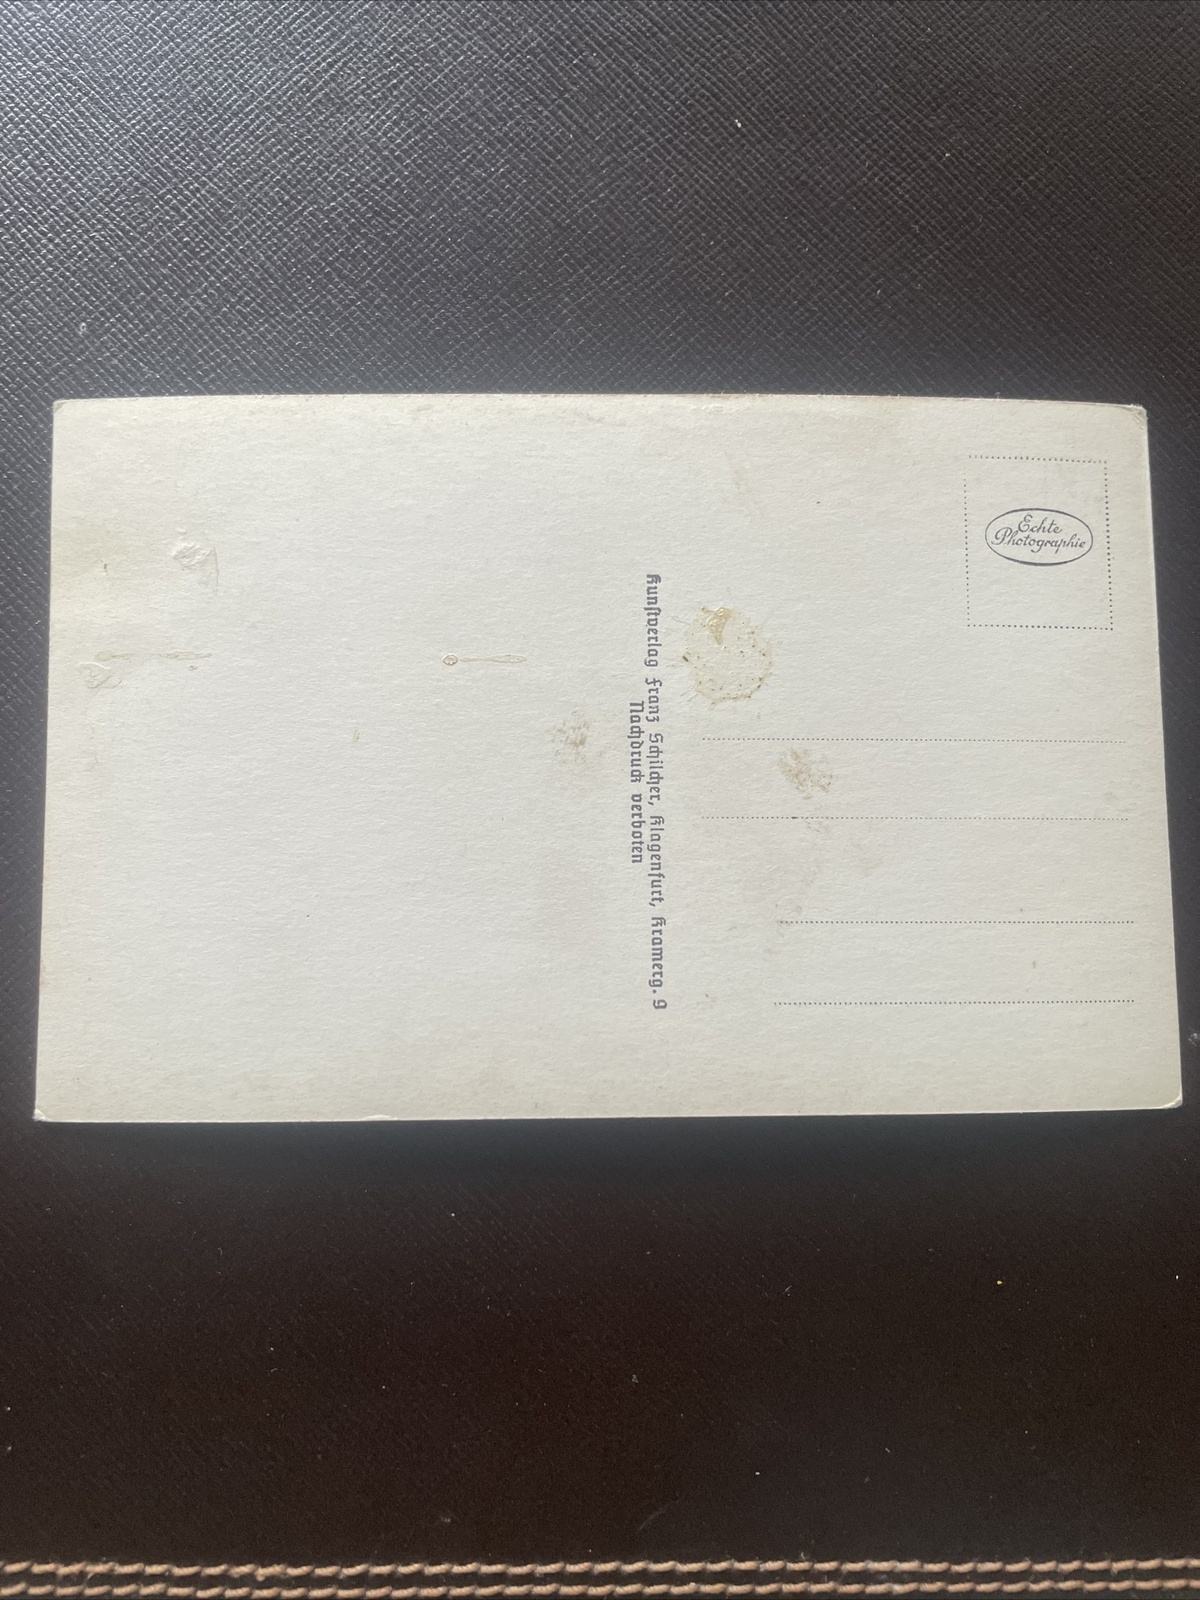 Echte
Photographie
Kunstverlag Franz Schilcher, Klagenfurt, Kramerg. 9
Nachdruck verboten